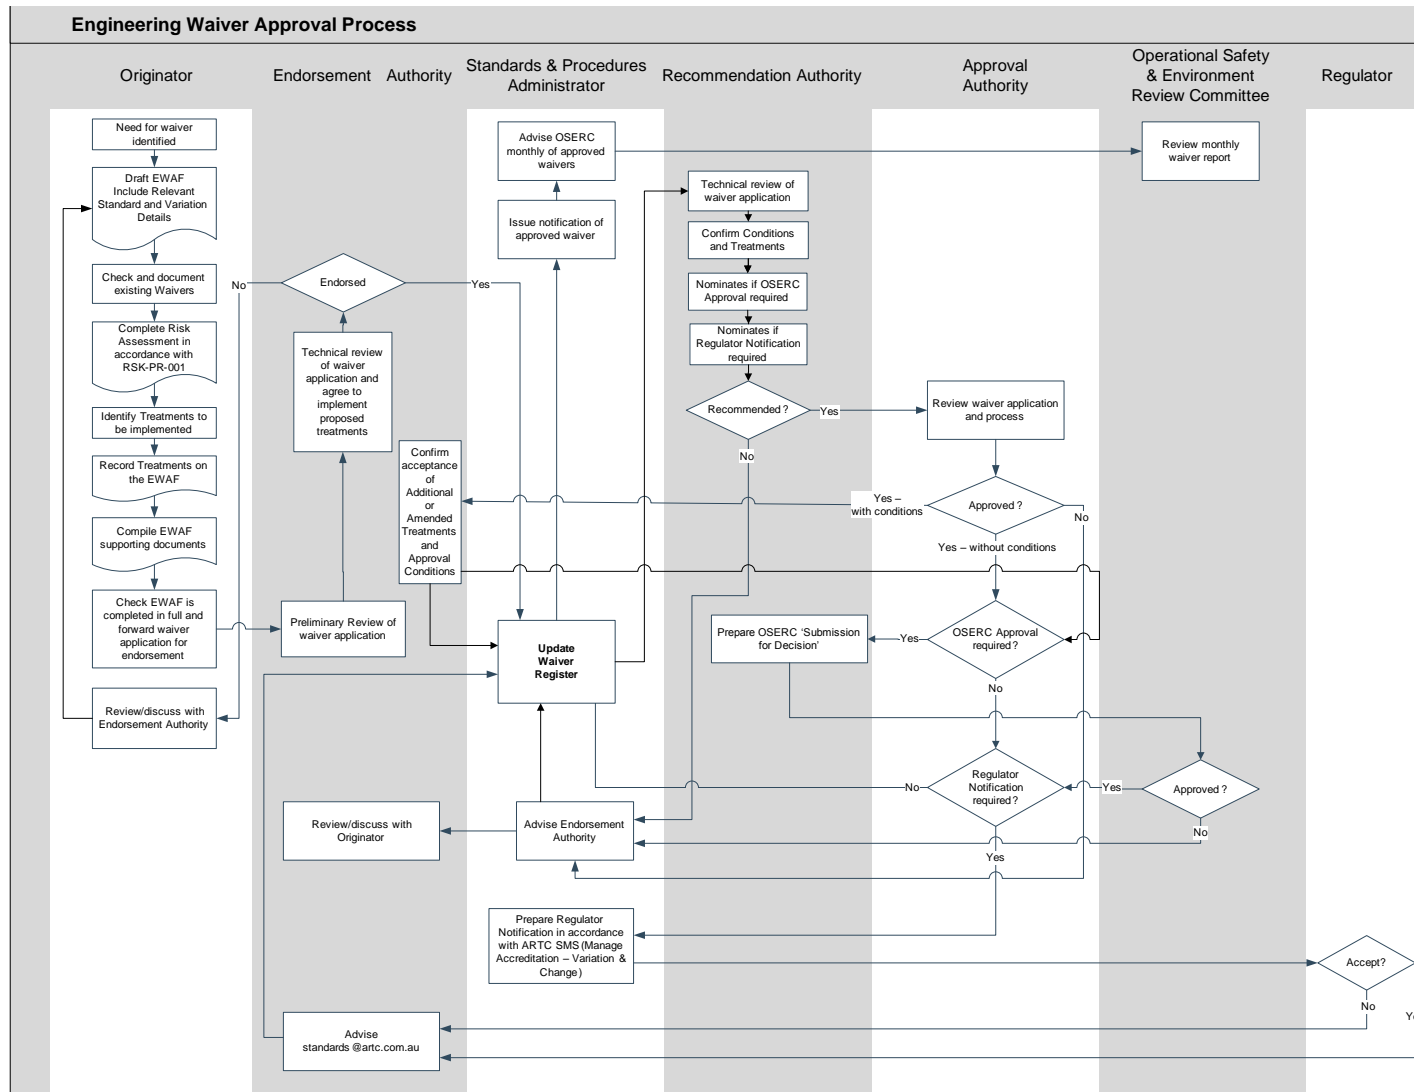 Engineering Waiver Approval Process
Originator
Endorsement Authority
Standards & Procedures
Administrator
Recommendation Authority
Approval
Authority
Operational Safety
& Environment
Review Committee
Regulator
Need for waiver
identified
Draft EWAF
Include Relevant
Standard and Variation
Details
Check and document
existing Waivers
Complete Risk
Assessment in
accordance with
RSK-PR-001
Identify Treatments to
be implemented
Record Treatments on
the EWAF
Compile EWAF
supporting documents
Check EWAF is
completed in full and
forward waiver
application for
endorsement
Review/discuss with
Endorsement Authority
No
Endorsed
Yes
Technical review
of waiver
application and
agree to
implement
proposed
treatments
Confirm
acceptance
of
Additional
or
Amended
Treatments
and
Approval
Conditions
Preliminary Review of
waiver application
Review/discuss with
Originator
Advise
standards @artc.com.au
Advise OSERC
monthly of approved
waivers
Issue notification of
approved waiver
Update
Waiver
Register
Advise Endorsement
Authority
Prepare Regulator
Notification in accordance
with ARTC SMS (Manage
Accreditation – Variation &
Change)
Technical review of
waiver application
Confirm Conditions
and Treatments
Nominates if OSERC
Approval required
Nominates if
Regulator Notification
required
Recommended ?
Yes
No
Prepare OSERC ‘Submission
for Decision’
Review waiver application
and process
Approved ?
Yes –
with conditions
No
Yes – without conditions
OSERC Approval
required ?
Yes
No
Regulator
Notification
required ?
No
Yes
Review monthly
waiver report
Approved ?
Yes
No
Accept?
No